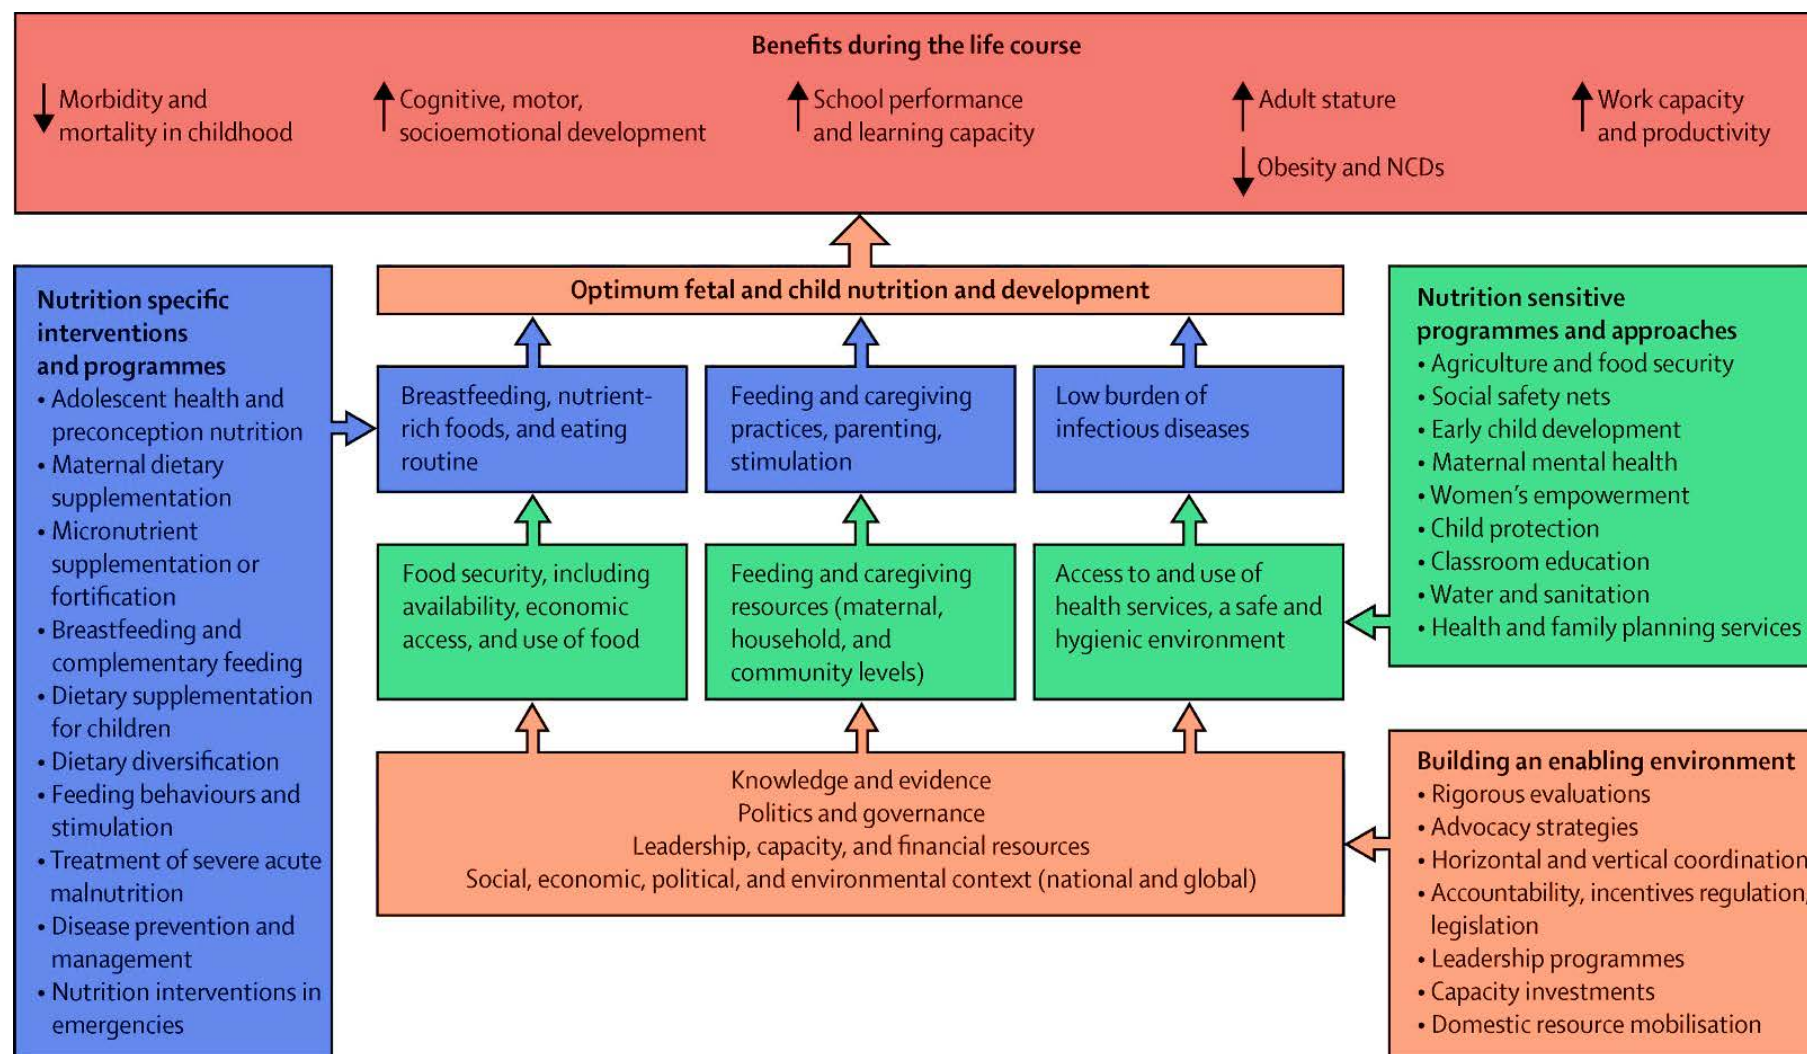 Benefits during the life course
Morbidity and
mortality in childhood
Cognitive, motor,
socioemotional development
School performance
and learning capacity
Adult stature
Obesity and NCDs
Work capacity
and productivity
Nutrition specific
interventions
and programmes
• Adolescent health and
preconception nutrition
• Maternal dietary
supplementation
• Micronutrient
supplementation or
fortification
• Breastfeeding and
complementary feeding
• Dietary supplementation
for children
• Dietary diversification
• Feeding behaviours and
stimulation
• Treatment of severe acute
malnutrition
• Disease prevention and
management
• Nutrition interventions in
emergencies
Optimum fetal and child nutrition and development
Breastfeeding, nutrient-
rich foods, and eating
routine
Feeding and caregiving
practices, parenting,
stimulation
Low burden of
infectious diseases
Food security, including
availability, economic
access, and use of food
Feeding and caregiving
resources (maternal,
household, and
community levels)
Access to and use of
health services, a safe and
hygienic environment
Knowledge and evidence
Politics and governance
Leadership, capacity, and financial resources
Social, economic, political, and environmental context (national and global)
Nutrition sensitive
programmes and approaches
• Agriculture and food security
• Social safety nets
• Early child development
• Maternal mental health
• Women's empowerment
• Child protection
• Classroom education
• Water and sanitation
• Health and family planning services
Building an enabling environment
• Rigorous evaluations
• Advocacy strategies
• Horizontal and vertical coordination
• Accountability, incentives regulation,
legislation
• Leadership programmes
• Capacity investments
• Domestic resource mobilisation